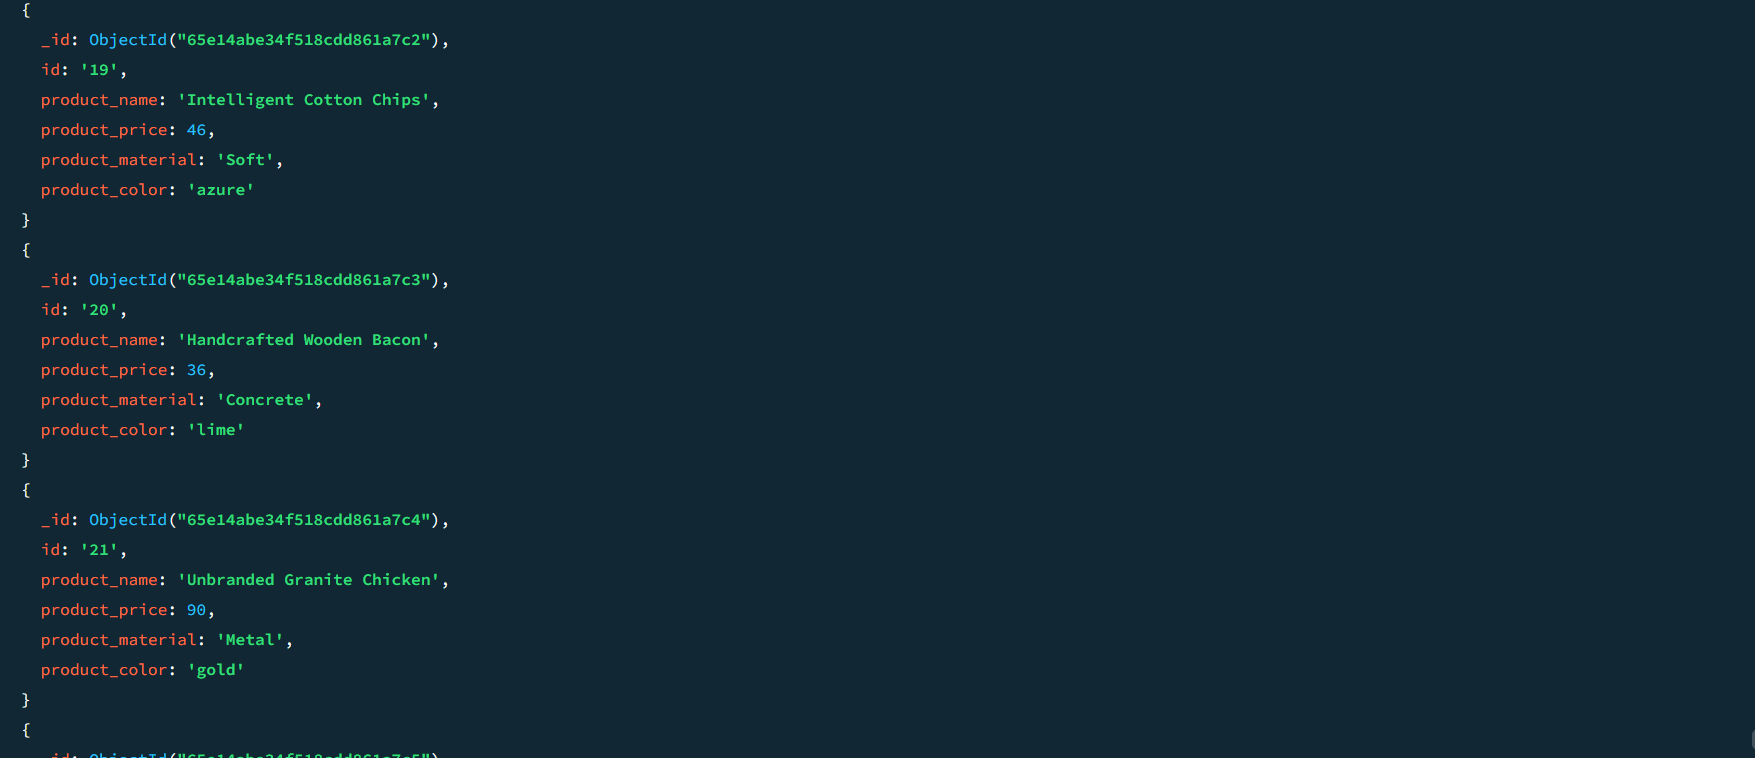 {
_id: ObjectId("65e14abe34f518cdd861a7c2"),
id: '19',
product_name: 'Intelligent Cotton Chips',
product_price: 46,
product_material: 'Soft',
product_color: 'azure'
}
{
_id: ObjectId("65e14abe34f518cdd861a7c3"),
id: '20',
product_name: 'Handcrafted Wooden Bacon',
product_price: 36,
product_material: 'Concrete',
product_color: 'lime'
}
{
_id: ObjectId("65e14abe34f518cdd861a7c4"),
id: '21',
product_name: 'Unbranded Granite Chicken',
product_price: 90,
product_material: 'Metal',
product_color: 'gold'
}
{